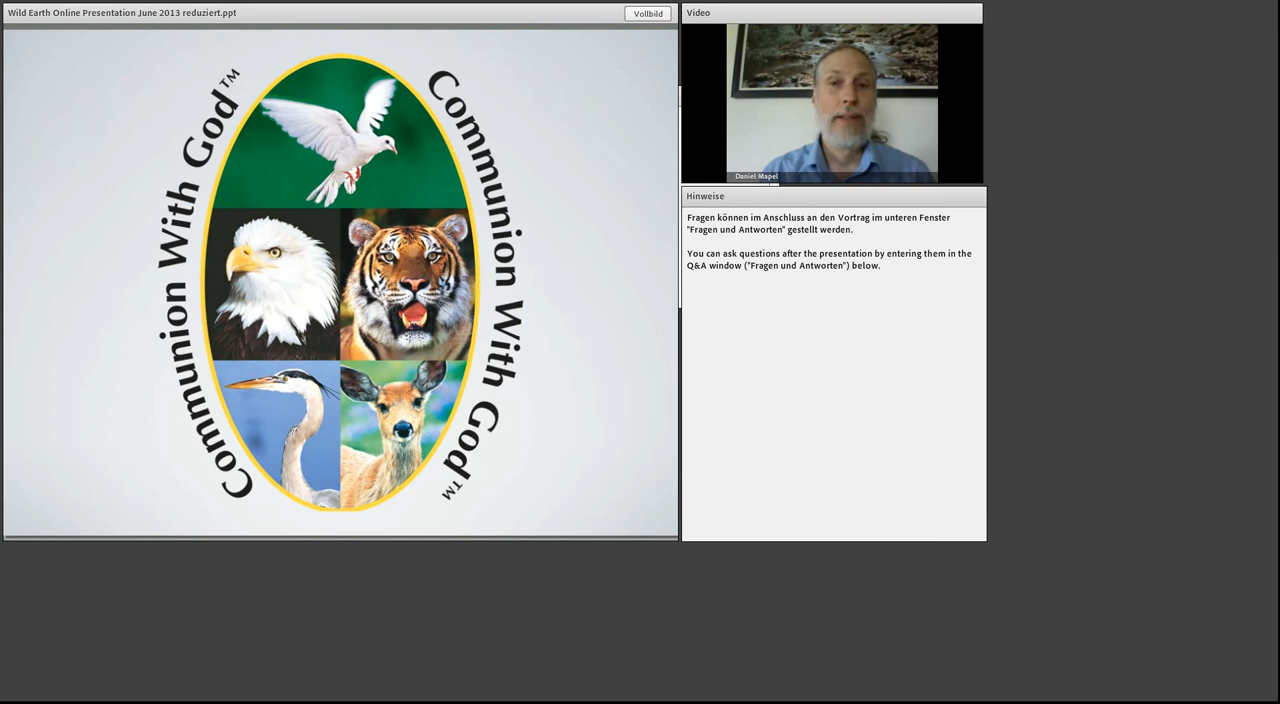 Wild Earth Online Presentation June 2013 reduziert.ppt
Vollbild
Communion With God™
Communion With God™
Video
Daniel Mapel
Hinweise
Fragen können im Anschluss an den Vortrag im unteren Fenster
"Fragen und Antworten" gestellt werden.
You can ask questions after the presentation by entering them in the
Q&A window ("Fragen und Antworten") below.